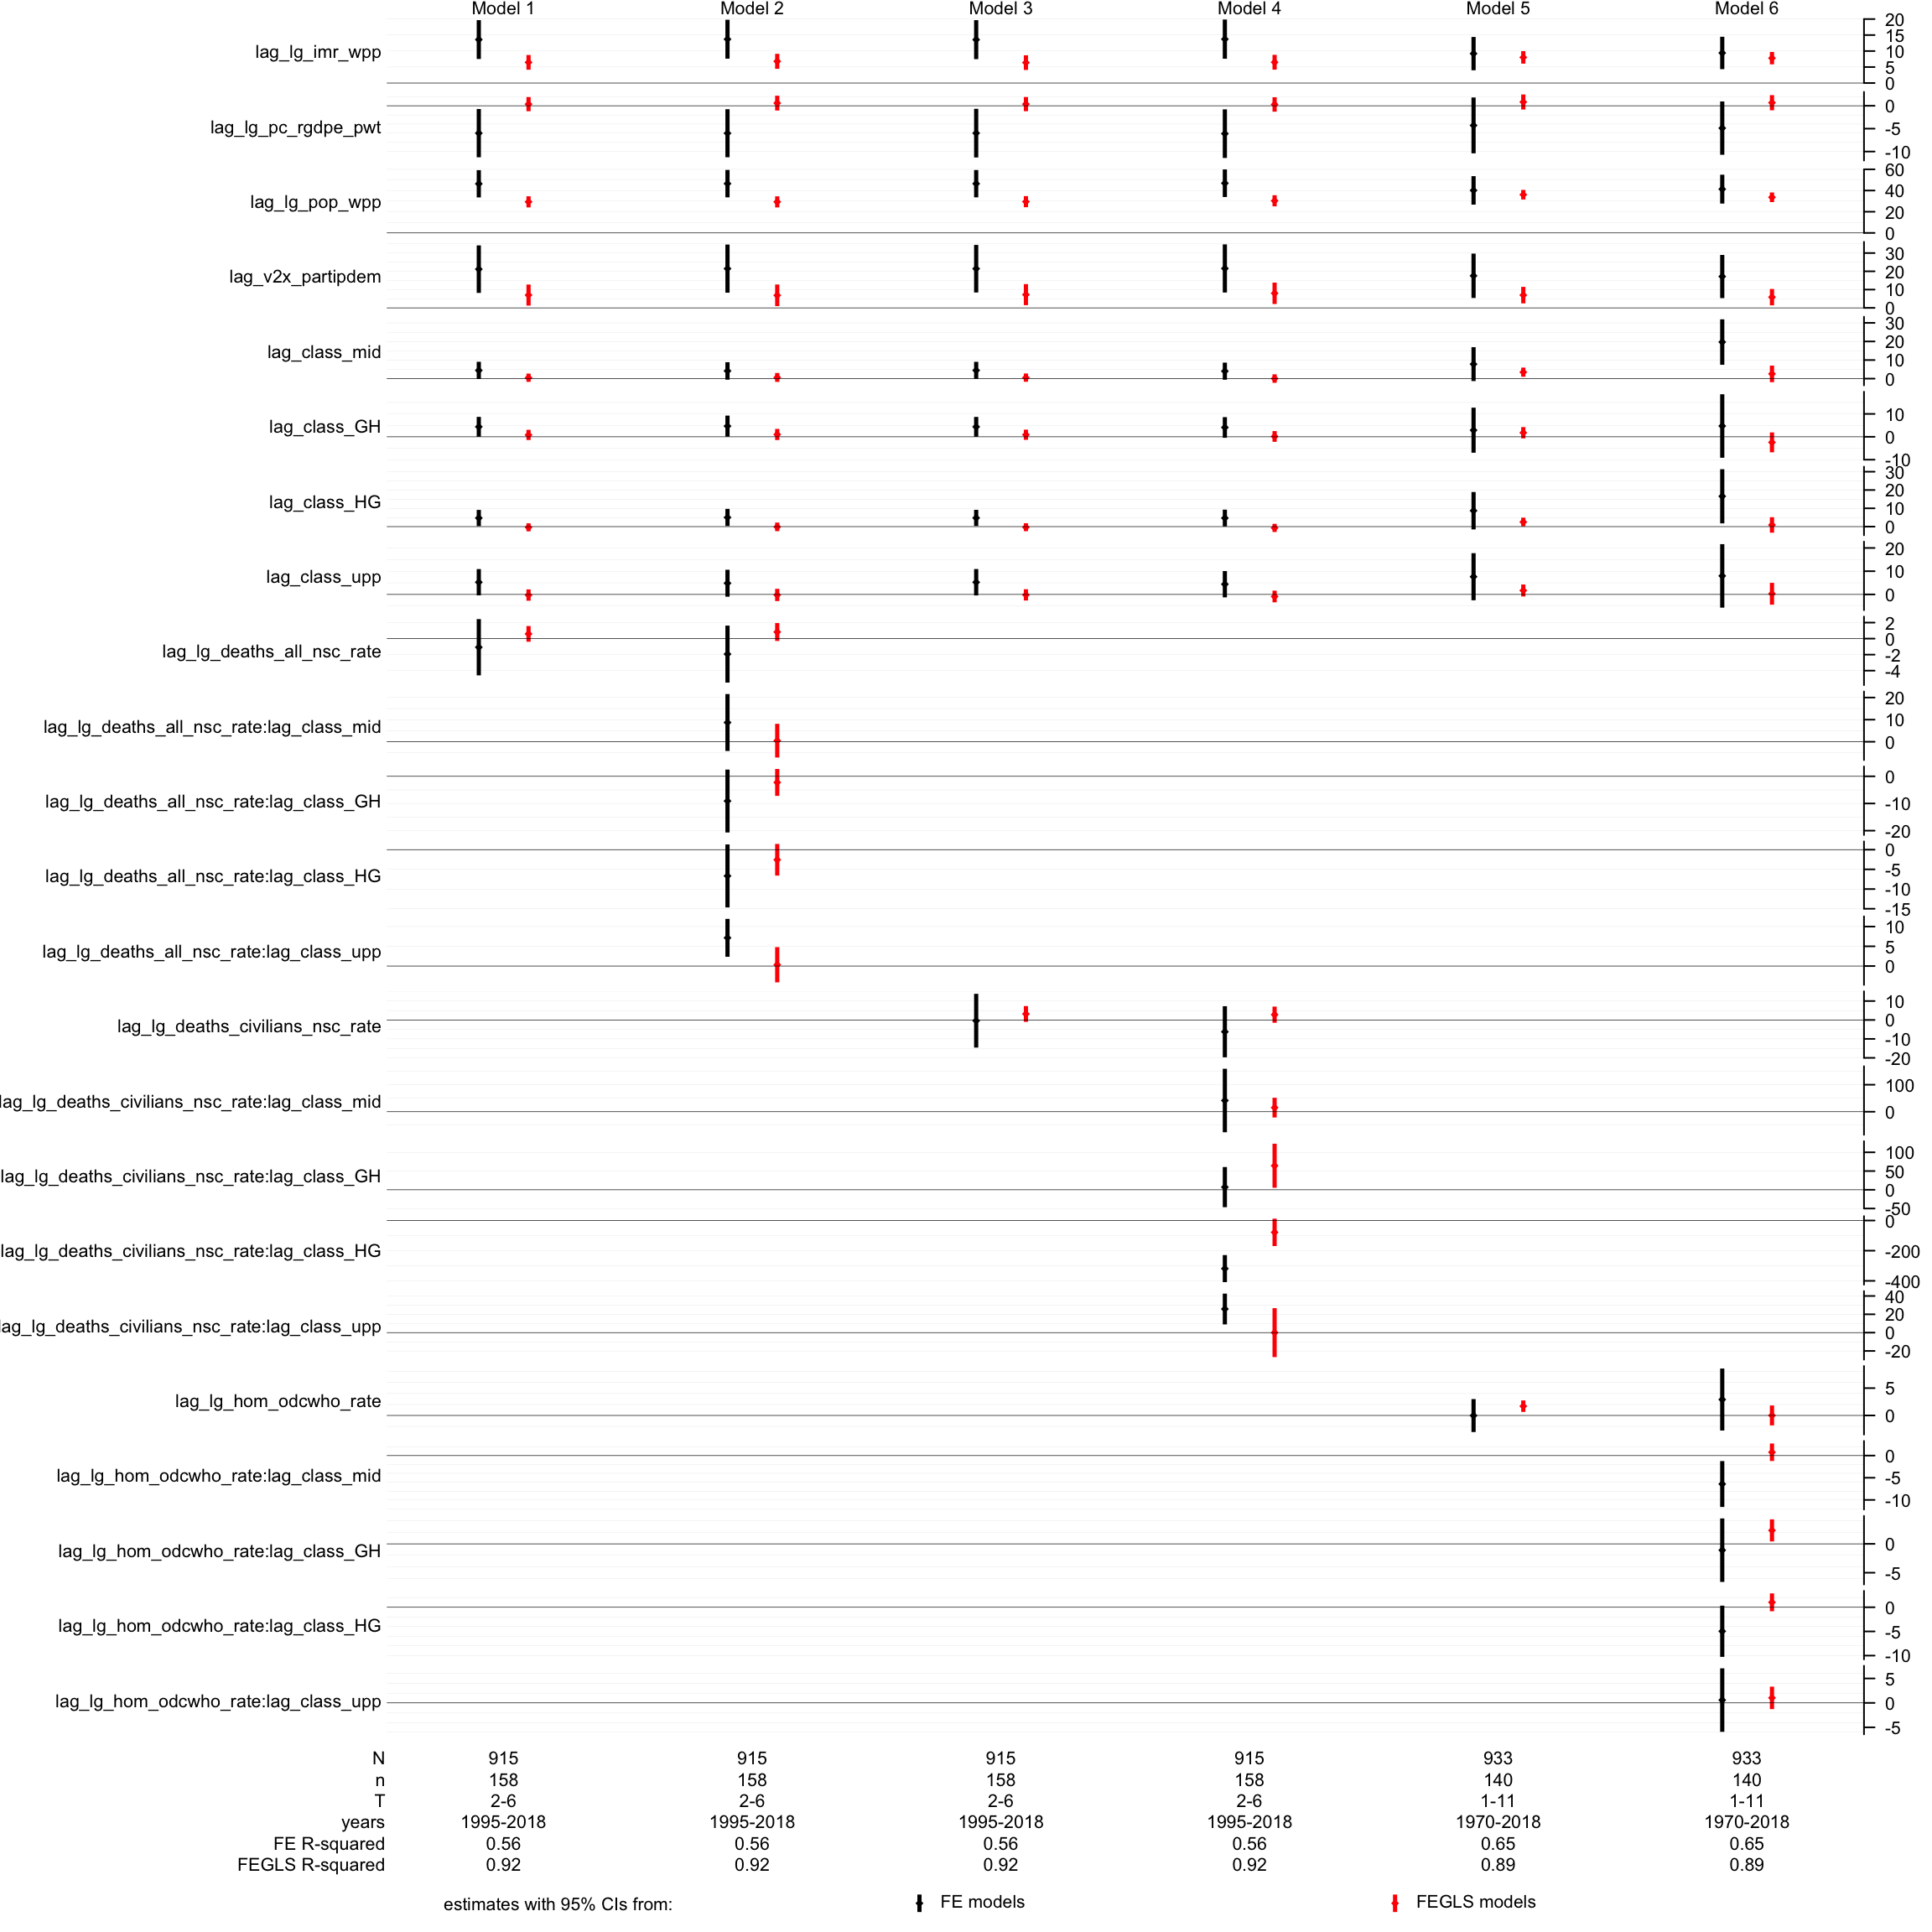 Model 1 Model 2 Model 3 Model 4 Model 5 Model 6
lag_lg_imr_wpp
20
15
10
5
0
lag_lg_pc_rgdpe_pwt
0
-5
-10
lag_lg_pop_wpp
60
40
20
0
lag_v2x_partipdem
30
20
10
0
lag_class_mid
30
20
10
0
lag_class_GH
10
0
-10
lag_class_HG
30
20
10
0
lag_class_upp
20
10
0
lag_lg_deaths_all_nsc_rate
2
0
-2
-4
lag_lg_deaths_all_nsc_rate:lag_class_mid
20
10
0
lag_lg_deaths_all_nsc_rate:lag_class_GH
0
-10
-20
lag_lg_deaths_all_nsc_rate:lag_class_HG
0
-5
-10
-15
lag_lg_deaths_all_nsc_rate:lag_class_upp
10
5
0
lag_lg_deaths_civilians_nsc_rate
10
0
-10
-20
lag_lg_deaths_civilians_nsc_rate:lag_class_mid
100
0
lag_lg_deaths_civilians_nsc_rate:lag_class_GH
100
50
0
-50
lag_lg_deaths_civilians_nsc_rate:lag_class_HG
0
-200
-400
lag_lg_deaths_civilians_nsc_rate:lag_class_upp
40
20
0
-20
lag_lg_hom_odcwho_rate
5
0
lag_lg_hom_odcwho_rate:lag_class_mid
0
-5
-10
lag_lg_hom_odcwho_rate:lag_class_GH
0
-5
lag_lg_hom_odcwho_rate:lag_class_HG
0
-5
-10
lag_lg_hom_odcwho_rate:lag_class_upp
5
0
-5
N 915 915 915 915 933 933
n 158 158 158 158 140 140
T 2-6 2-6 2-6 2-6 1-11 1-11
years 1995-2018 1995-2018 1995-2018 1995-2018 1970-2018 1970-2018
FE R-squared 0.56 0.56 0.56 0.56 0.65 0.65
FEGLS R-squared 0.92 0.92 0.92 0.92 0.89 0.89
estimates with 95% CIs from: FE models FEGLS models